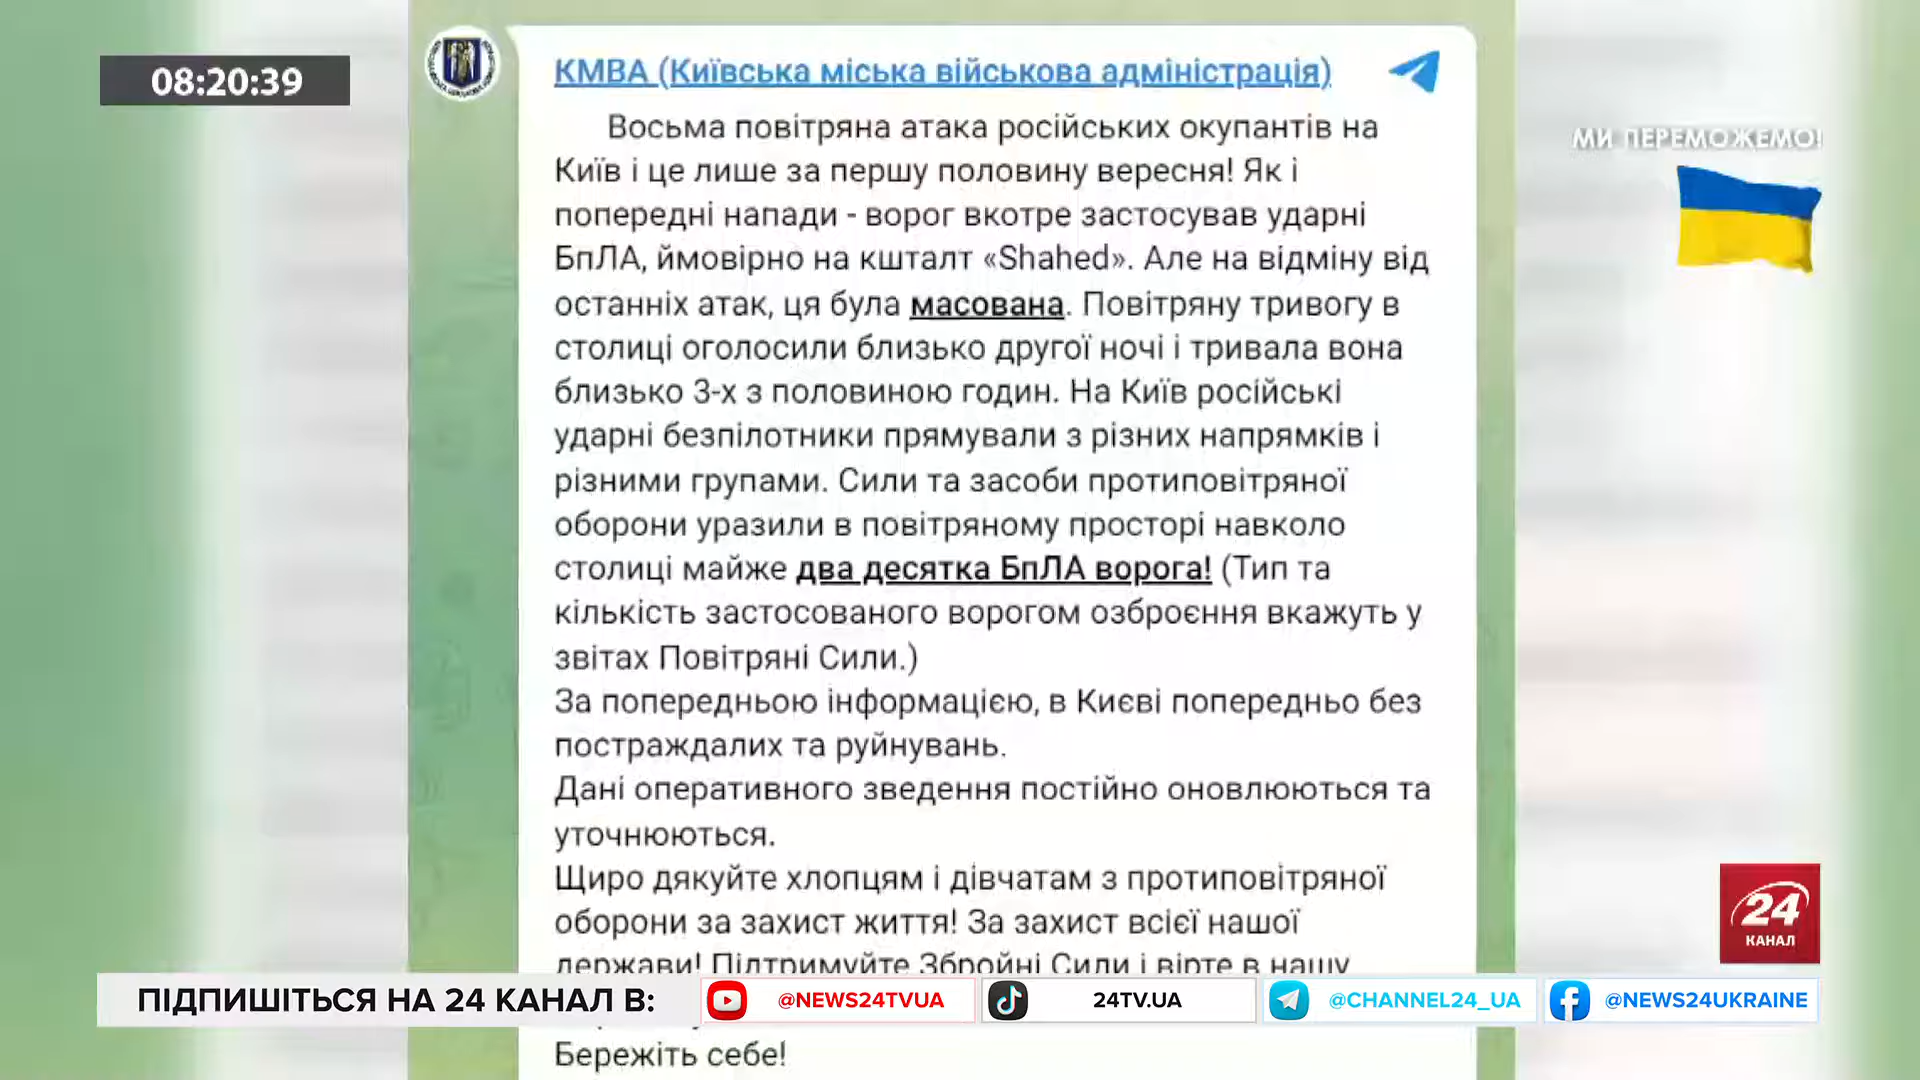 08:20:39
КМВА (Київська міська військова адміністрація)
Восьма повітряна атака російських окупантів на
Київ і це лише за першу половину вересня! Як і
попередні напади - ворог вкотре застосував ударні
БпЛА, ймовірно на кшталт «Shahed». Але на відміну від
останніх атак, ця була масована. Повітряну тривогу в
столиці оголосили близько другої ночі і тривала вона
близько 3-х з половиною годин. На Київ російські
ударні безпілотники прямували з різних напрямків і
різними групами. Сили та засоби протиповітряної
оборони уразили в повітряному просторі навколо
столиці майже два десятка БпЛА ворога! (Тип та
кількість застосованого ворогом озброєння вкажуть у
звітах Повітряні Сили.)
За попередньою інформацією, в Києві попередньо без
постраждалих та руйнувань.
Дані оперативного зведення постійно оновлюються та
уточнюються.
Щиро дякуйте хлопцям і дівчатам з протиповітряної
оборони за захист життя! За захист всієї нашої
держави! Підтримуйте Збройні Сили і вірте в нашу
Бережіть себе!
МИ ПЕРЕМОЖЕМО!
24
КАНАЛ
ПІДПИШІТЬСЯ НА 24 КАНАЛ В:
@NEWS24TVUA
24TV.UA
@CHANNEL24_UA
@NEWS24UKRAINE